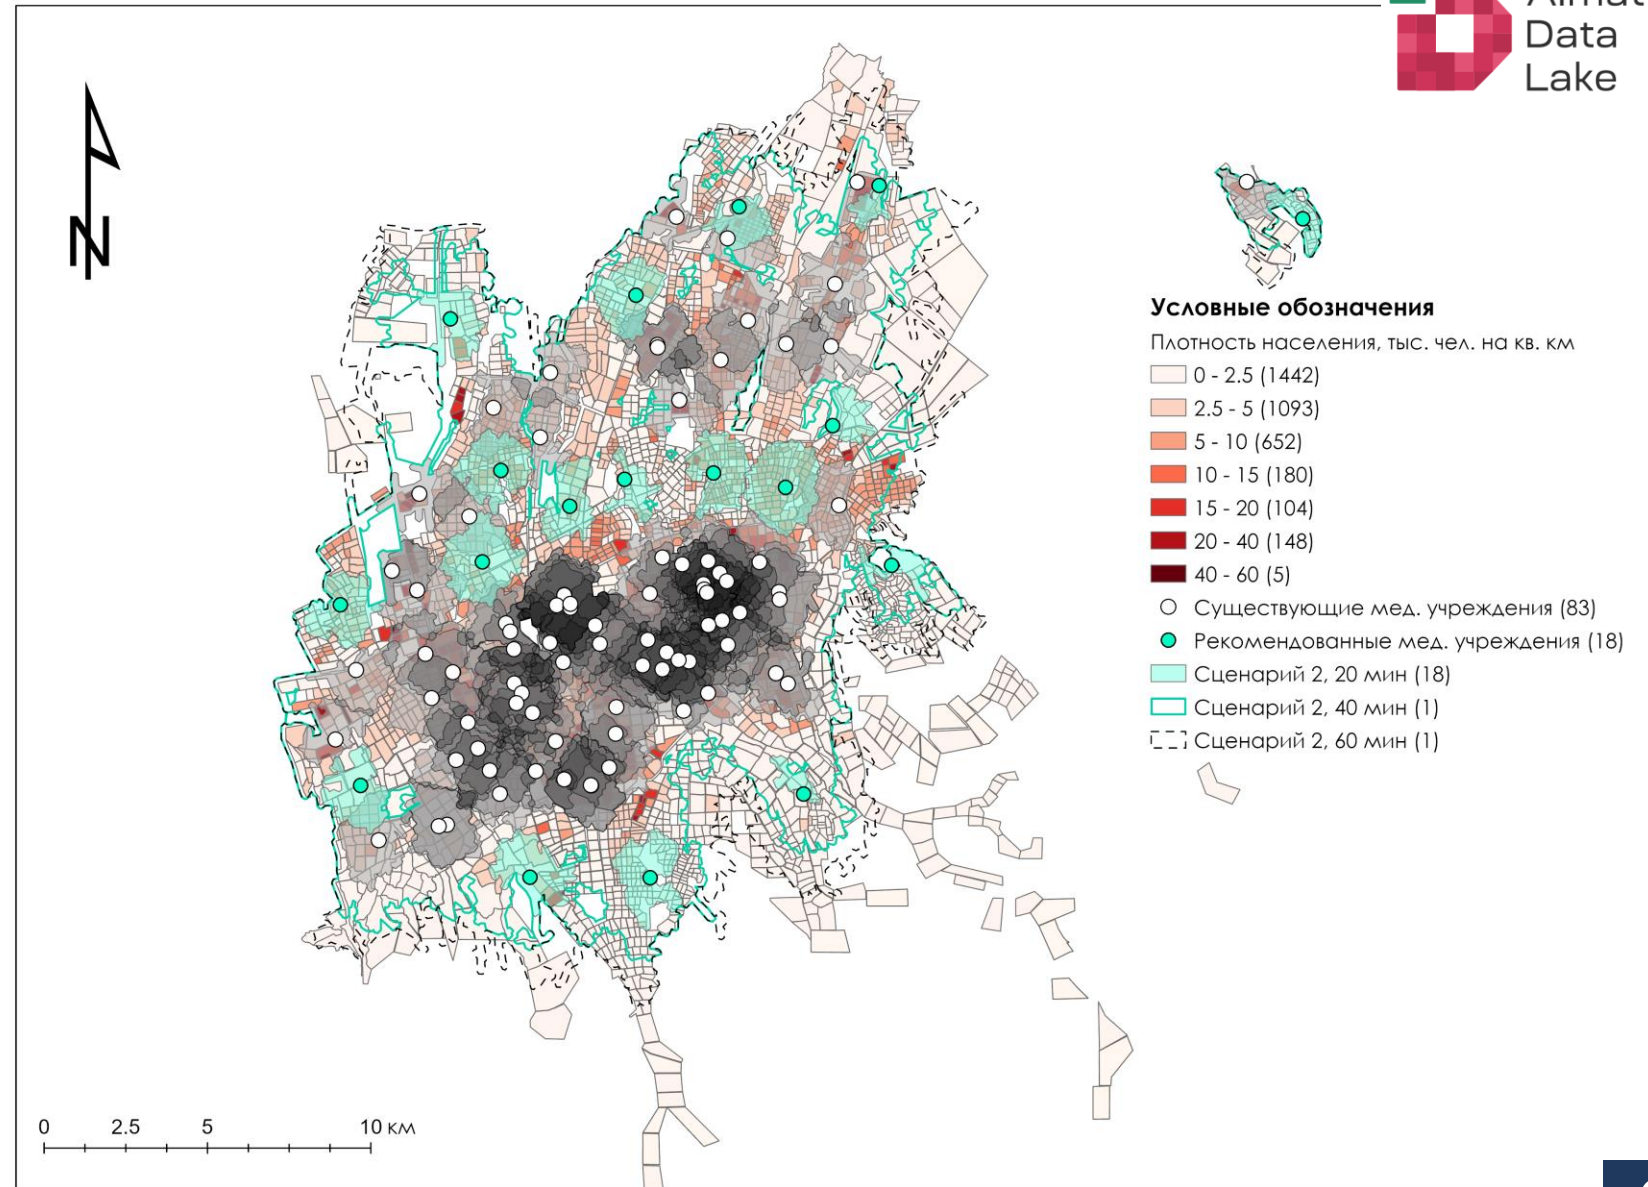 Data
Lake
N
Условные обозначения
Плотность населения, тыс. чел. на кв. км
0 - 2.5 (1442)
2.5 - 5 (1093)
5 - 10 (652)
10 - 15 (180)
15 - 20 (104)
20 - 40 (148)
40 - 60 (5)
Существующие мед. учреждения (83)
Рекомендованные мед. учреждения (18)
Сценарий 2, 20 мин (18)
Сценарий 2, 40 мин (1)
Сценарий 2, 60 мин (1)
0 2.5 5 10 км